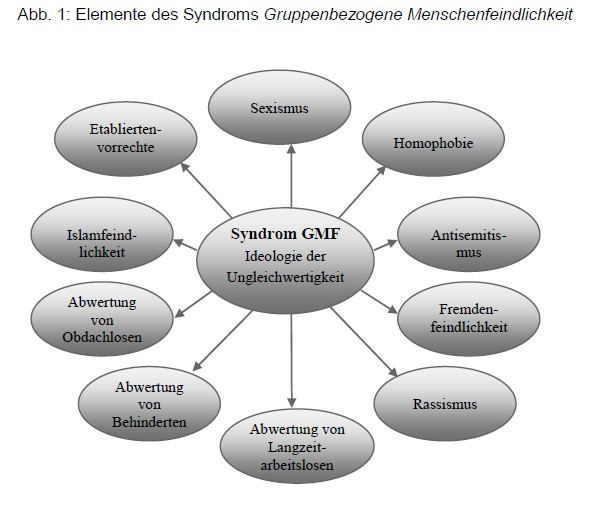 Abb. 1: Elemente des Syndroms Gruppenbezogene Menschenfeindlichkeit
Sexismus
Etablierten-
vorrechte
Homophobie
Islamfeind-
lichkeit
Syndrom GMF
Ideologie der
Ungleichwertigkeit
Antisemitis-
mus
Abwertung
von
Obdachlosen
Fremden-
feindlichkeit
Abwertung
von
Behinderten
Rassismus
Abwertung von
Langzeit-
arbeitslosen